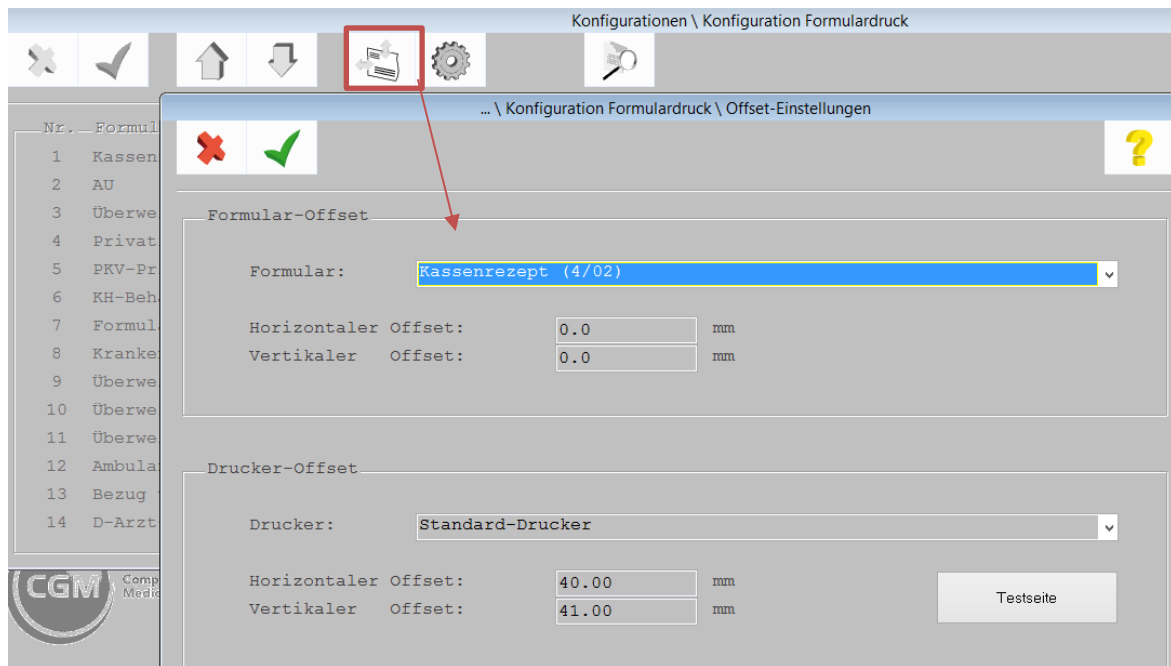 Konfigurationen \ Konfiguration Formulardruck
... \ Konfiguration Formulardruck \ Offset-Einstellungen
Nr. Formul
1 Kassen
2 AU
3 Überwe
4 Privat
5 PKV-Pr
6 KH-Beh
7 Formul
8 Kranke
9 Überwe
10 Überwe
11 Überwe
12 Ambula
13 Bezug
14 D-Arzt
Formular-Offset
Formular: Kassenrezept (4/02)
Horizontaler Offset: 0.0 mm
Vertikaler Offset: 0.0 mm
Drucker-Offset
Drucker: Standard-Drucker
Horizontaler Offset: 40.00 mm
Vertikaler Offset: 41.00 mm
Testseite
CGM
Comp
Medic